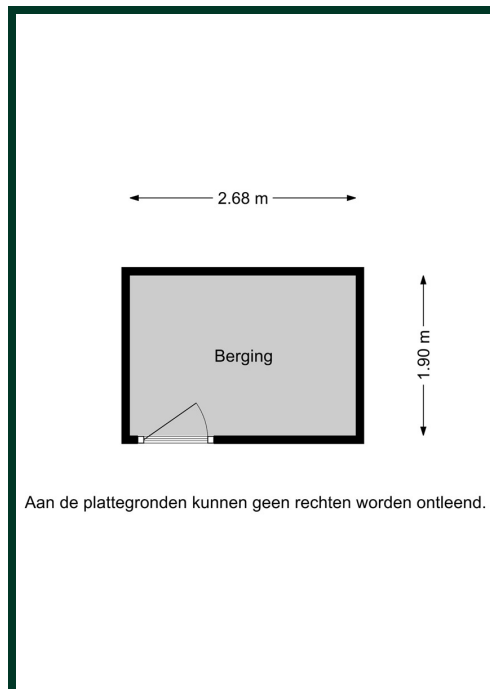 2.68 m
Berging
1.90 m
Aan de plattegronden kunnen geen rechten worden ontleend.